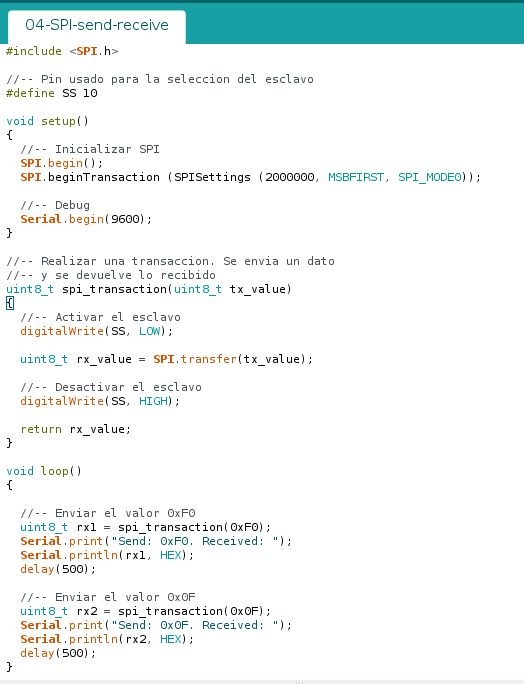 04-SPI-send-receive
#include <SPI.h>
//-- Pin usado para la seleccion del esclavo
#define SS 10
void setup()
{
//-- Inicializar SPI
SPI.begin();
SPI.beginTransaction (SPISettings (2000000, MSBFIRST, SPI_MODE0));
//-- Debug
Serial.begin(9600);
}
//-- Realizar una transaccion. Se envia un dato
//-- y se devuelve lo recibido
uint8_t spi_transaction(uint8_t tx_value)
{
//-- Activar el esclavo
digitalWrite(SS, LOW);
uint8_t rx_value = SPI.transfer(tx_value);
//-- Desactivar el esclavo
digitalWrite(SS, HIGH);
return rx_value;
}
void loop()
{
//-- Enviar el valor 0xF0
uint8_t rx1 = spi_transaction(0xF0);
Serial.print("Send: 0xF0. Received: ");
Serial.println(rx1, HEX);
delay(500);
//-- Enviar el valor 0x0F
uint8_t rx2 = spi_transaction(0x0F);
Serial.print("Send: 0x0F. Received: ");
Serial.println(rx2, HEX);
delay(500);
}